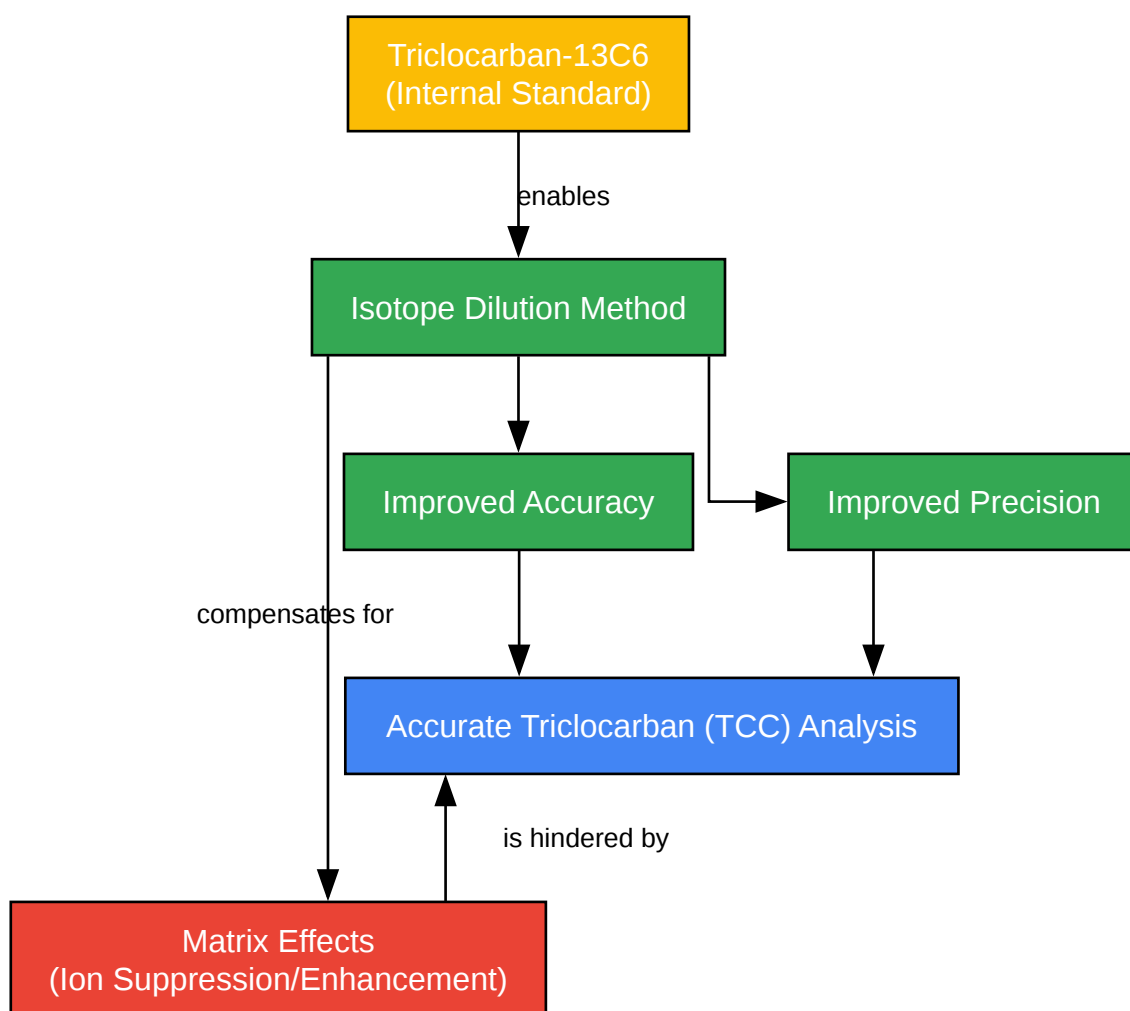 Triclocarban-13C6
(Internal Standard)
enables
Isotope Dilution Method
Improved Accuracy
Improved Precision
compensates for
Accurate Triclocarban (TCC) Analysis
is hindered by
Matrix Effects
(Ion Suppression/Enhancement)